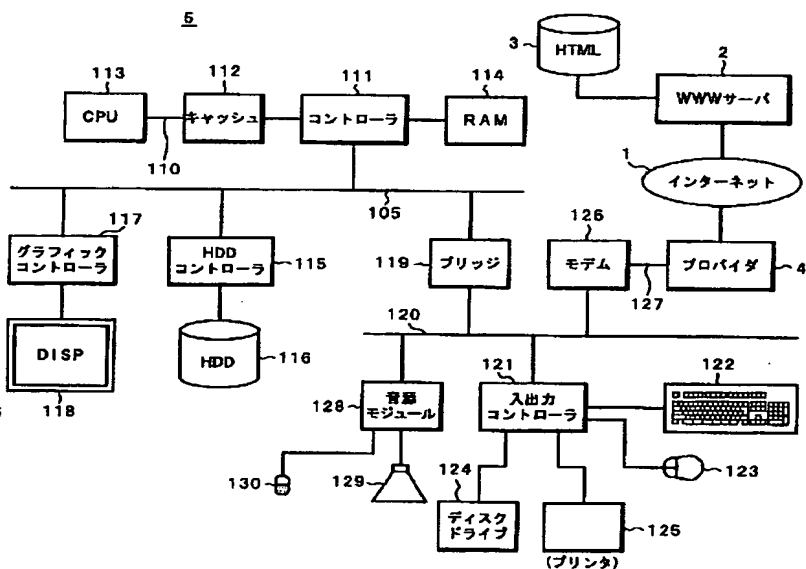 5
3
HTML
2
WWWサーバ
113
112
111
114
CPU
キャッシュ
コントローラ
RAM
110
1
インターネット
105
117
126
グラフィック
コントローラ
HDD
コントローラ
115
119
ブリッジ
モデム
プロバイダ
4
127
120
DISP
HDD
116
118
121
122
128
音源
モジュール
入出力
コントローラ
130
129
124
123
ディスク
ドライブ
125
(プリンタ)